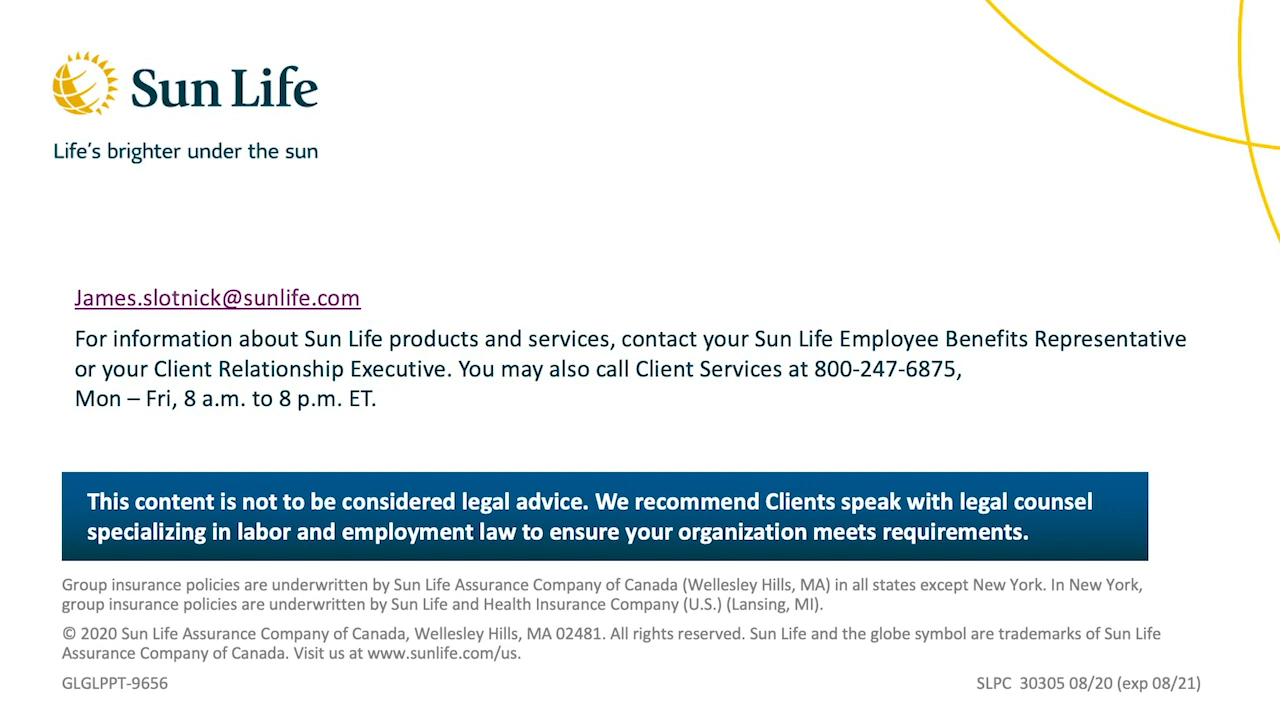 Sun Life
Life's brighter under the sun
James.slotnick@sunlife.com
For information about Sun Life products and services, contact your Sun Life Employee Benefits Representative
or your Client Relationship Executive. You may also call Client Services at 800-247-6875,
Mon – Fri, 8 a.m. to 8 p.m. ET.
This content is not to be considered legal advice. We recommend Clients speak with legal counsel
specializing in labor and employment law to ensure your organization meets requirements.
Group insurance policies are underwritten by Sun Life Assurance Company of Canada (Wellesley Hills, MA) in all states except New York. In New York,
group insurance policies are underwritten by Sun Life and Health Insurance Company (U.S.) (Lansing, MI).
© 2020 Sun Life Assurance Company of Canada, Wellesley Hills, MA 02481. All rights reserved. Sun Life and the globe symbol are trademarks of Sun Life
Assurance Company of Canada. Visit us at www.sunlife.com/us.
GLGLPPT-9656
SLPC  30305 08/20 (exp 08/21)